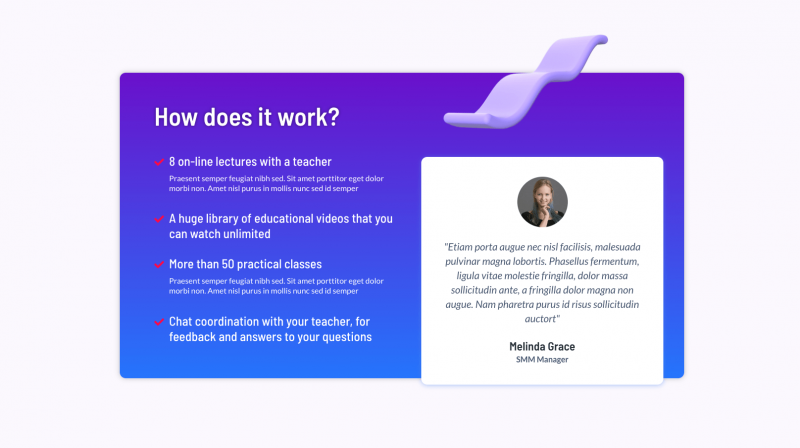 How does it work?
8 on-line lectures with a teacher
Praesent semper feugiat nibh sed. Sit amet porttitor eget dolor
morbi non. Amet nisl purus in mollis nunc sed id semper
A huge library of educational videos that you
can watch unlimited
More than 50 practical classes
Praesent semper feugiat nibh sed. Sit amet porttitor eget dolor
morbi non. Amet nisl purus in mollis nunc sed id semper
Chat coordination with your teacher, for
feedback and answers to your questions
"Etiam porta augue nec nisl facilisis, malesuada
pulvinar magna lobortis. Phasellus fermentum,
ligula vitae molestie fringilla, dolor massa
sollicitudin ante, a fringilla dolor magna non
augue. Nam pharetra purus id risus sollicitudin
auctort"
Melinda Grace
SMM Manager